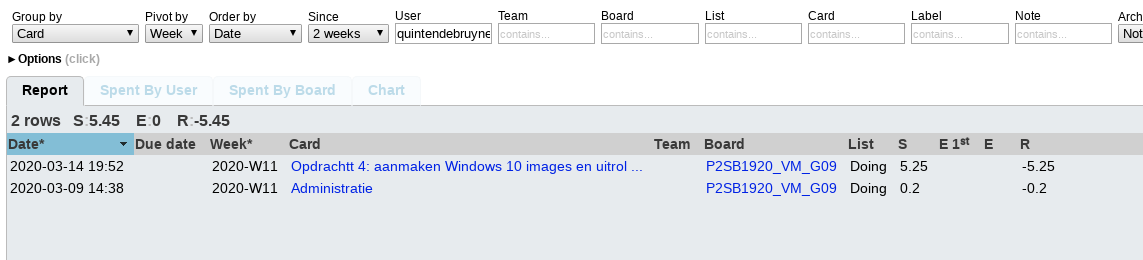 Group by Pivot by Order by Since User Team Board List Card Label Note Arch
Card Week Date 2 weeks quintendebruyne contains... contains... contains... contains... contains... contains... Not
►Options (click)
Report Spent By User Spent By Board Chart
2 rows S:5.45 E:0 R:-5.45
Date* Due date Week* Card Team Board List S E 1st E R
2020-03-14 19:52 2020-W11 Opdrachtt 4: aanmaken Windows 10 images en uitrol ... P2SB1920_VM_G09 Doing 5.25 -5.25
2020-03-09 14:38 2020-W11 Administratie P2SB1920_VM_G09 Doing 0.2 -0.2